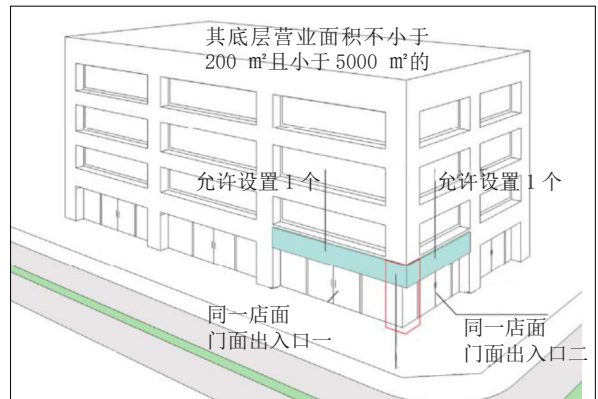 其底层营业面积不小于
200 ㎡且小于 5000 ㎡的
允许设置 1 个
允许设置 1 个
同一店面
门面出入口一
同一店面
门面出入口二